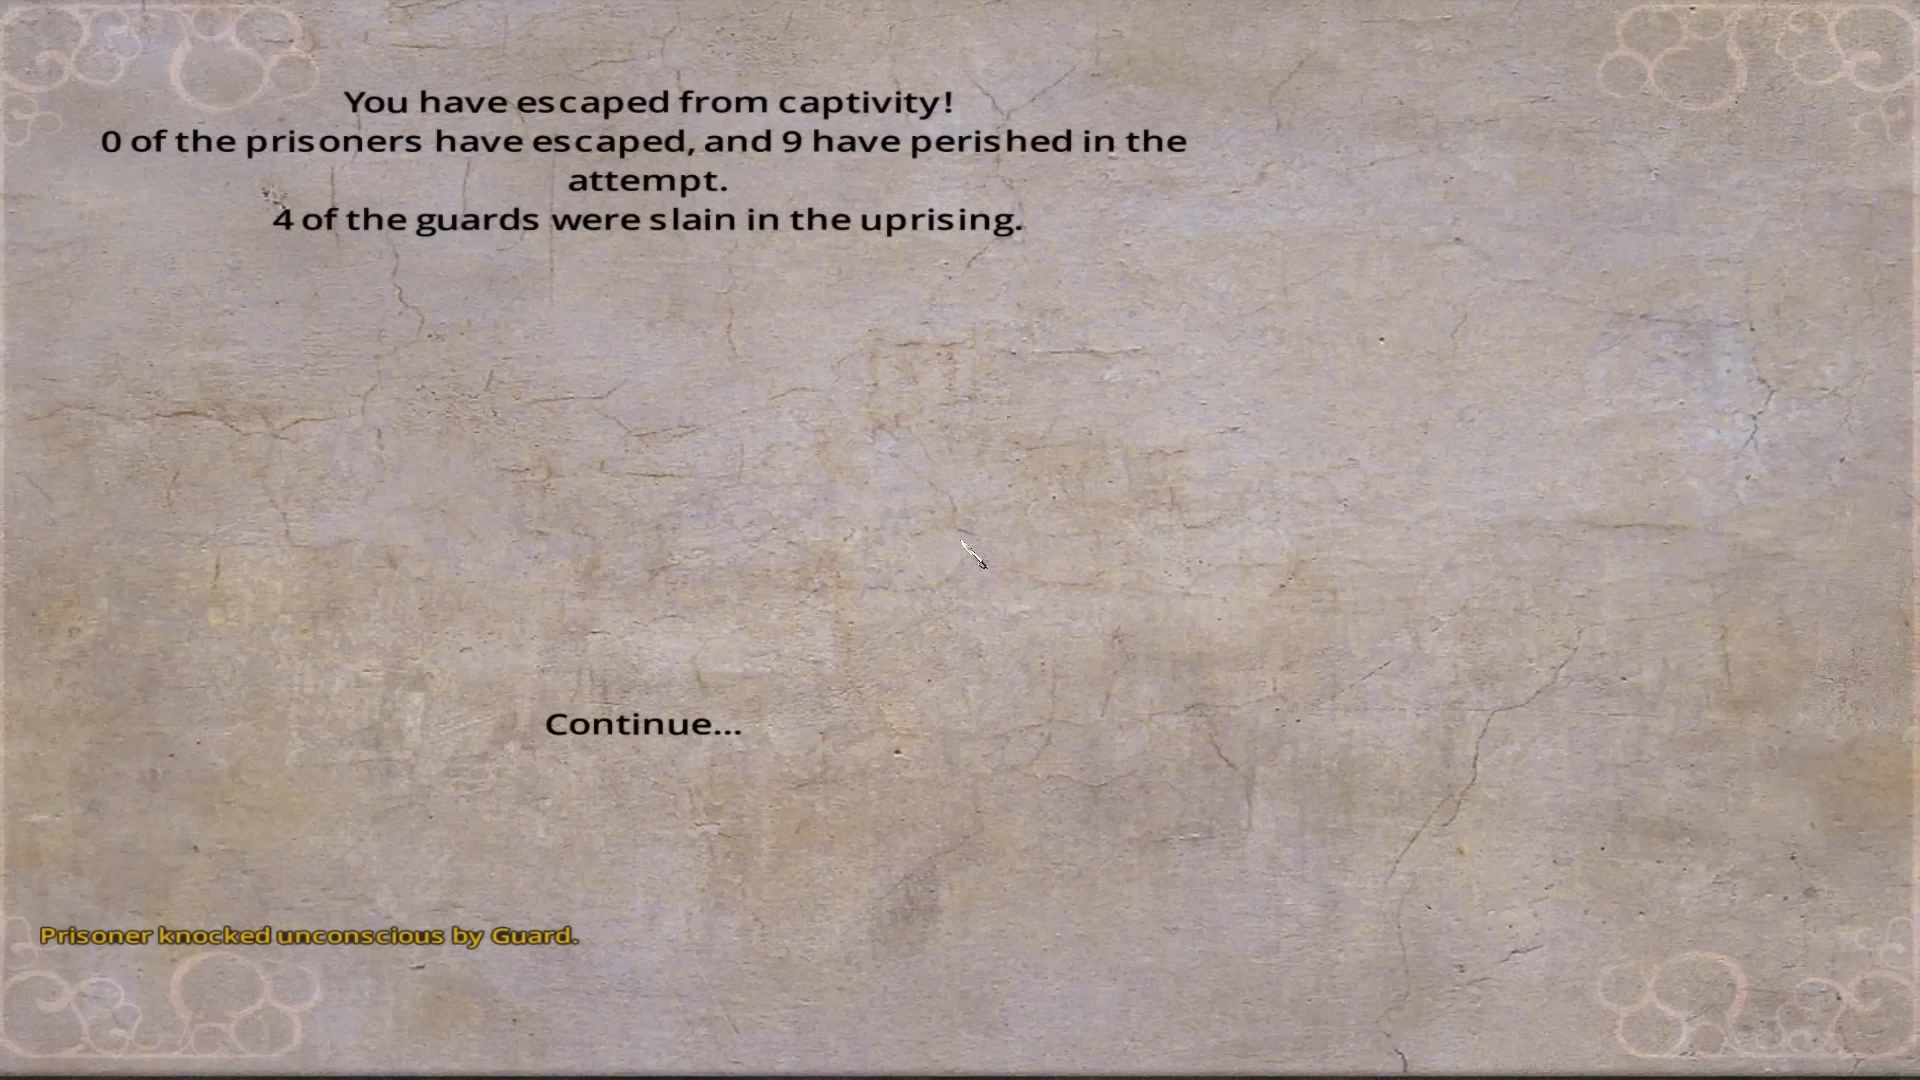 You have escaped from captivity!
0 of the prisoners have escaped, and 9 have perished in the
attempt.
4 of the guards were slain in the uprising.
Continue...
Prisoner knocked unconscious by Guard.